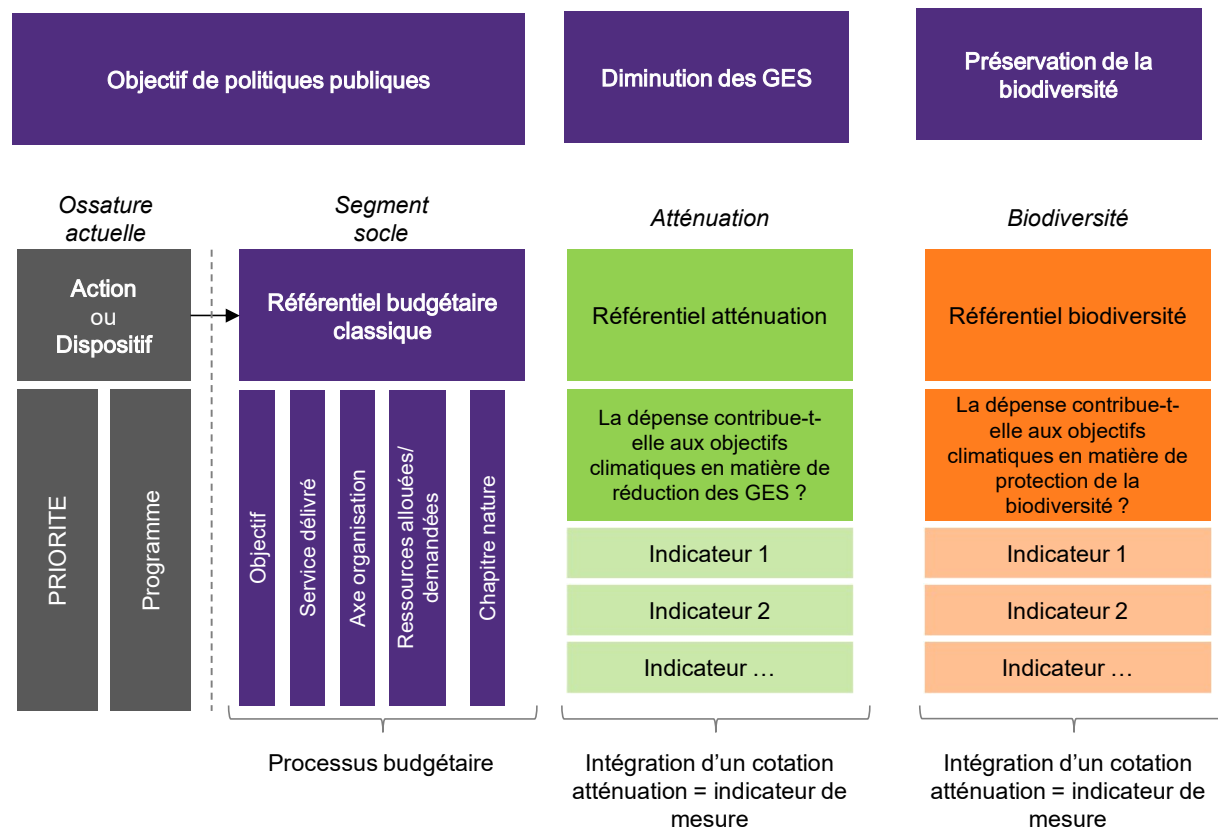 Objectif de politiques publiques
Diminution des GES
Préservation de la
biodiversité
Ossature
actuelle
Segment
socle
Atténuation
Biodiversité
Action
ou
Dispositif
Référentiel budgétaire
classique
Référentiel atténuation
Référentiel biodiversité
PRIORITE
Programme
Objectif
Service délivré
Axe organisation
Ressources allouées/
demandées
Chapitre nature
La dépense contribue-t-
elle aux objectifs
climatiques en matière de
réduction des GES ?
Indicateur 1
Indicateur 2
Indicateur …
La dépense contribue-t-
elle aux objectifs
climatiques en matière de
protection de la
biodiversité ?
Indicateur 1
Indicateur 2
Indicateur …
Processus budgétaire
Intégration d’un cotation
atténuation = indicateur de
mesure
Intégration d’un cotation
atténuation = indicateur de
mesure